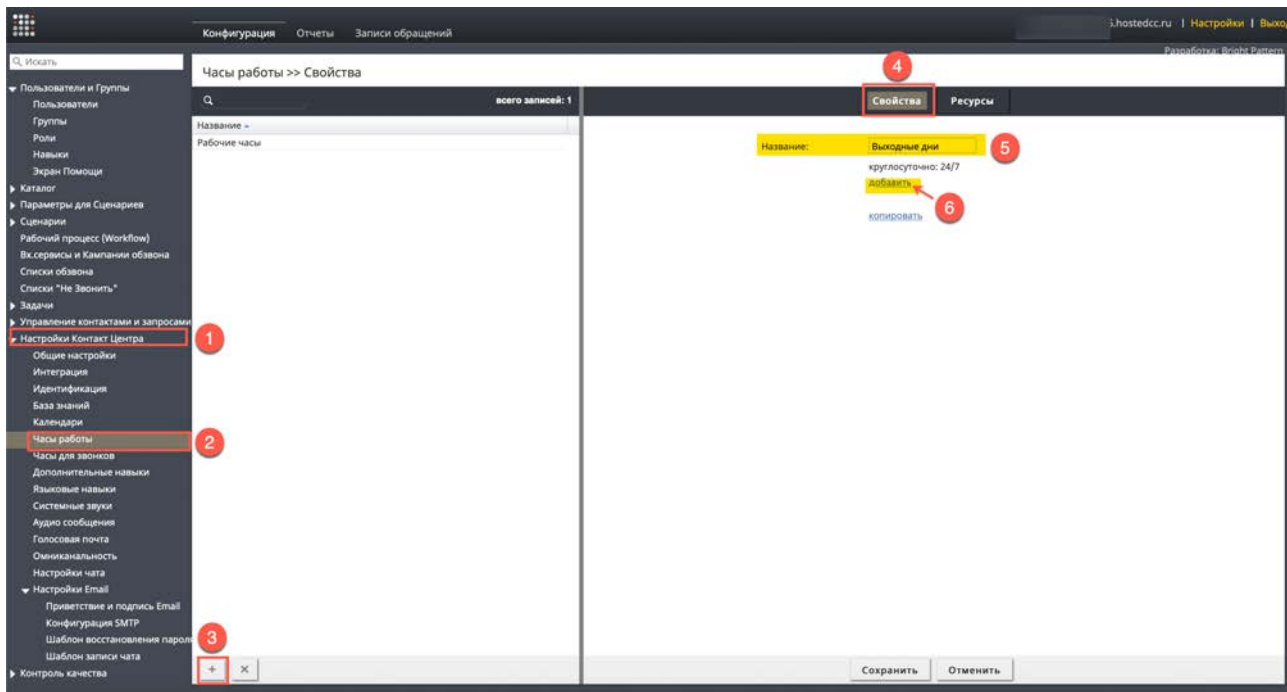 Конфигурация Отчеты Записи обращений
.hostedcc.ru | Настройки | Выхо
Разработка: Bright Pattern
Искать
Пользователи и Группы
Пользователи
Группы
Роли
Навыки
Экран Помощи
Каталог
Параметры для Сценариев
Сценарии
Рабочий процесс (Workflow)
Вх.сервисы и Кампании обзвона
Списки обзвона
Списки "Не Звонить"
Задачи
Управление контактами и запросами
Настройки Контакт Центра
1
Общие настройки
Интеграция
Идентификация
База знаний
Календари
Часы работы
2
Часы для звонков
Дополнительные навыки
Языковые навыки
Системные звуки
Аудио сообщения
Голосовая почта
Омниканальность
Настройки чата
Настройки Email
Приветствие и подпись Email
Конфигурация SMTP
Шаблон восстановления пароля
Шаблон записи чата
Контроль качества
Часы работы >> Свойства
всего записей: 1
Название
Рабочие часы
3
+ ×
4
Свойства Ресурсы
Название: Выходные дни
5
круглосуточно: 24/7
добавить
6
копировать
Сохранить Отменить